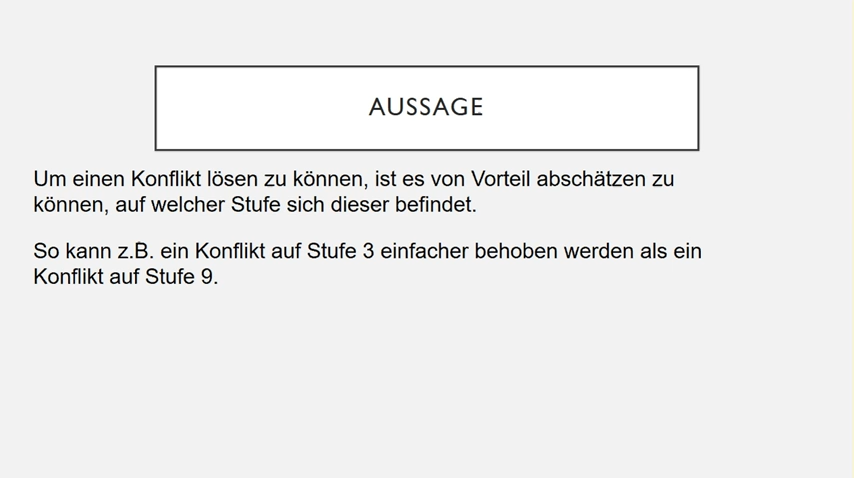 AUSSAGE
Um einen Konflikt lösen zu können, ist es von Vorteil abschätzen zu
können, auf welcher Stufe sich dieser befindet.
So kann z.B. ein Konflikt auf Stufe 3 einfacher behoben werden als ein
Konflikt auf Stufe 9.